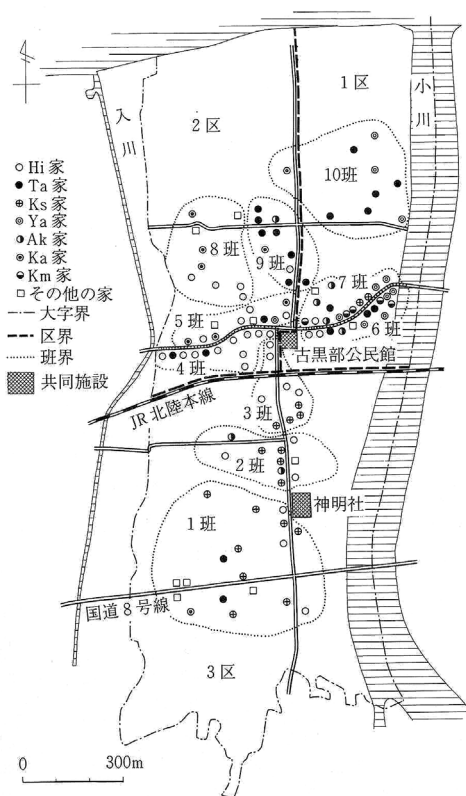 1区
小川
入川
2区
10班
○ Hi 家
● Ta 家
⊕ Ks 家
◎ Ya 家
◐ Ak 家
⦿ Ka 家
◒ Km 家
□ その他の家
大字界
区界
班界
共同施設
8班
9班
7班
5班
6班
4班
古黒部公民館
JR北陸本線
3班
2班
神明社
1班
国道8号線
3区
0 300m